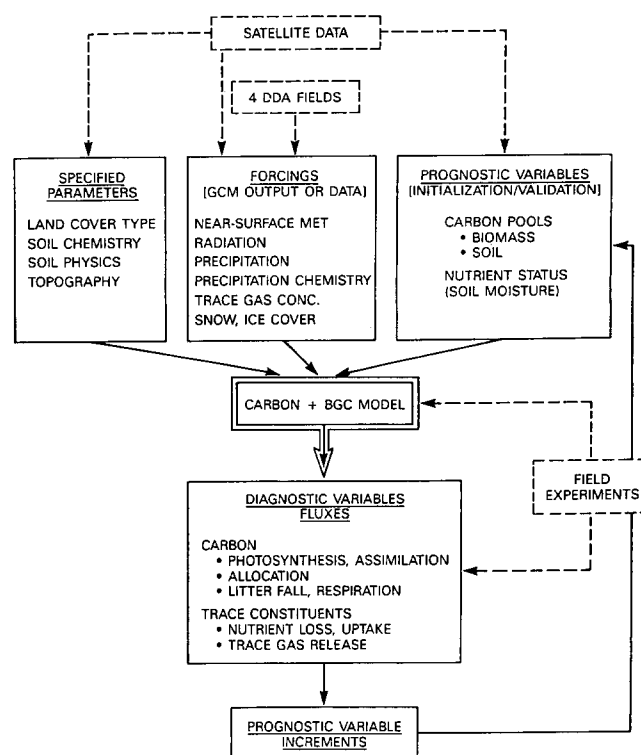 SATELLITE DATA
4 DDA FIELDS
SPECIFIED
PARAMETERS
LAND COVER TYPE
SOIL CHEMISTRY
SOIL PHYSICS
TOPOGRAPHY
FORCINGS
[GCM OUTPUT OR DATA]
NEAR-SURFACE MET
RADIATION
PRECIPITATION
PRECIPITATION CHEMISTRY
TRACE GAS CONC.
SNOW, ICE COVER
PROGNOSTIC VARIABLES
[INITIALIZATION/VALIDATION]
CARBON POOLS
• BIOMASS
• SOIL
NUTRIENT STATUS
(SOIL MOISTURE)
CARBON + BGC MODEL
FIELD
EXPERIMENTS
DIAGNOSTIC VARIABLES
FLUXES
CARBON
• PHOTOSYNTHESIS, ASSIMILATION
• ALLOCATION
• LITTER FALL, RESPIRATION
TRACE CONSTITUENTS
• NUTRIENT LOSS, UPTAKE
• TRACE GAS RELEASE
PROGNOSTIC VARIABLE
INCREMENTS